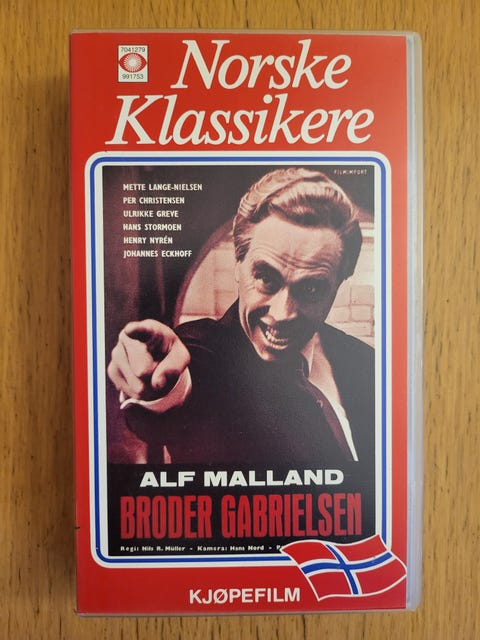 7041279
991753
Norske
Klassikere
FILMIMPORT
METTE LANGE-NIELSEN
PER CHRISTENSEN
ULRIKKE GREVE
HANS STORMOEN
HENRY NYRÉN
JOHANNES ECKHOFF
ALF MALLAND
BRODER GABRIELSEN
Regi: Nils R. Müller - Kamera: Hans Nord - P
KJØPEFILM